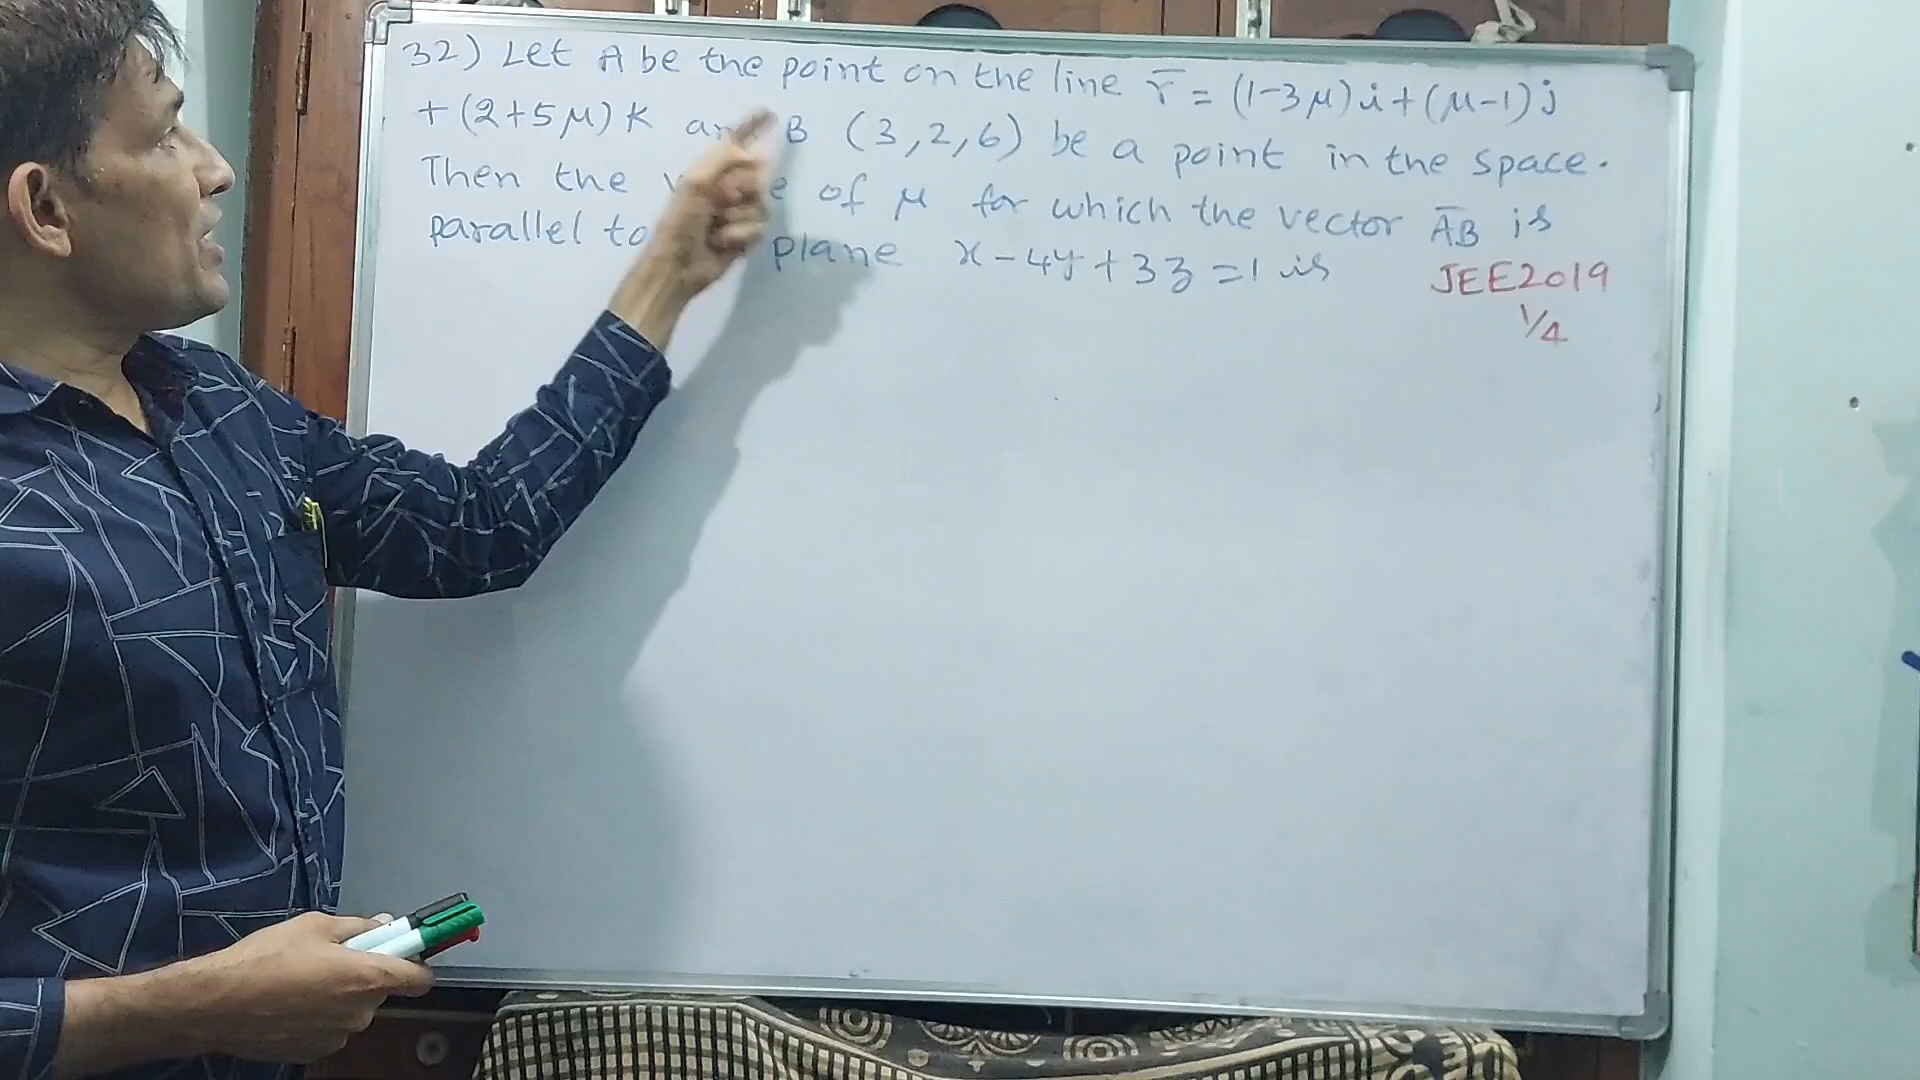 32) Let A be the point on the line r̄ = (1-3μ)i+(μ-1)j
+(2+5μ)k B (3,2,6) be a point in the space.
Then the of μ for which the vector ĀB is
parallel to plane x-4y+3z=1 is
JEE2019
1/4